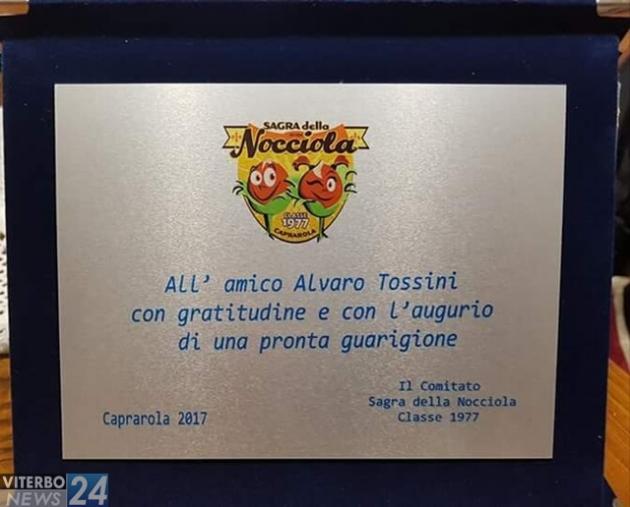 SAGRA della
Nocciola
CLASSE
1977
CAPRAROLA
All' amico Alvaro Tossini
con gratitudine e con l'augurio
di una pronta guarigione
Il Comitato
Sagra della Nocciola
Classe 1977
Caprarola 2017
VITERBO
NEWS 24